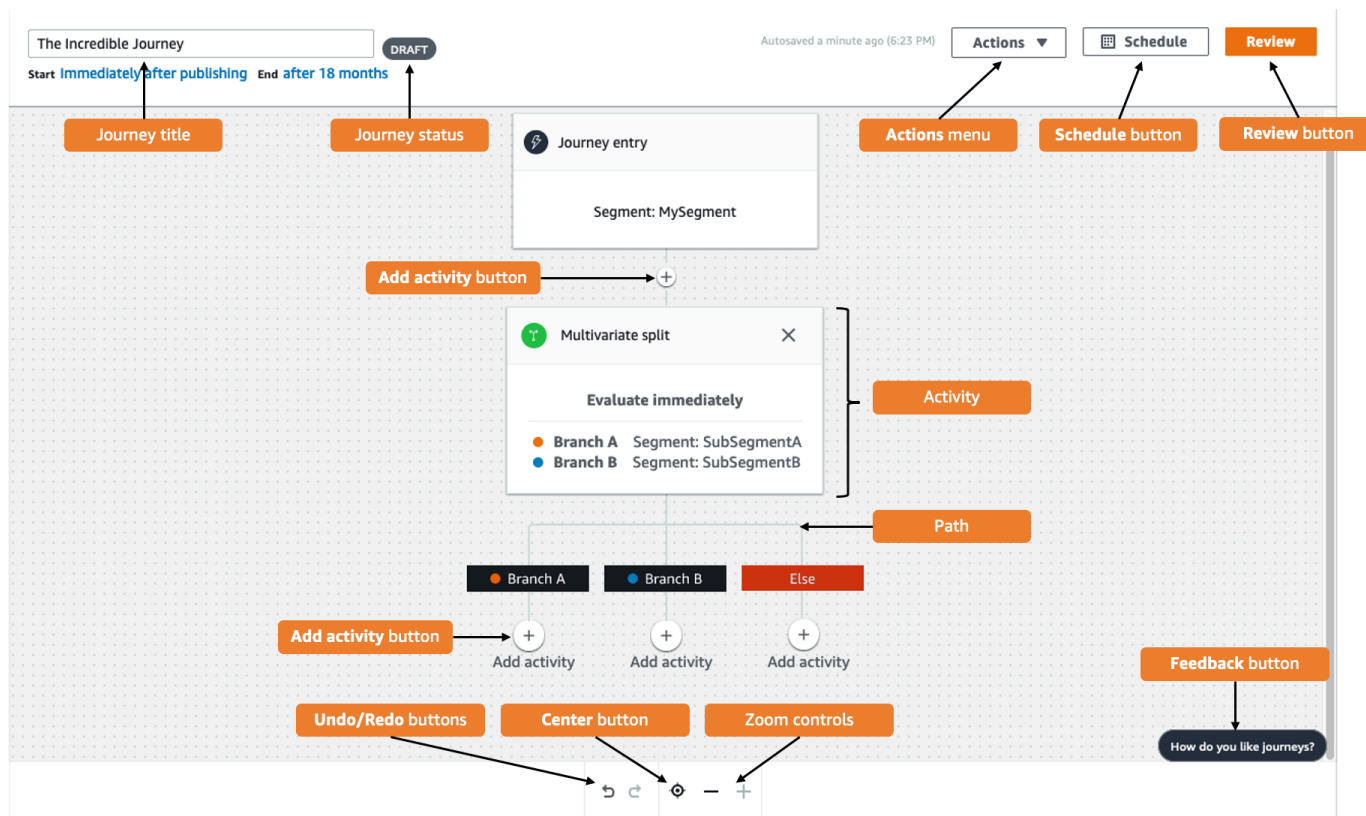 The Incredible Journey
DRAFT
Autosaved a minute ago (6:23 PM)
Actions
Schedule
Review
Start Immediately after publishing End after 18 months
Journey title
Journey status
Actions menu
Schedule button
Review button
Journey entry
Segment: MySegment
Add activity button
Multivariate split
Evaluate immediately
Branch A Segment: SubSegmentA
Branch B Segment: SubSegmentB
Activity
Path
Branch A
Branch B
Else
Add activity button
Add activity
Add activity
Add activity
Feedback button
Undo/Redo buttons
Center button
Zoom controls
How do you like journeys?